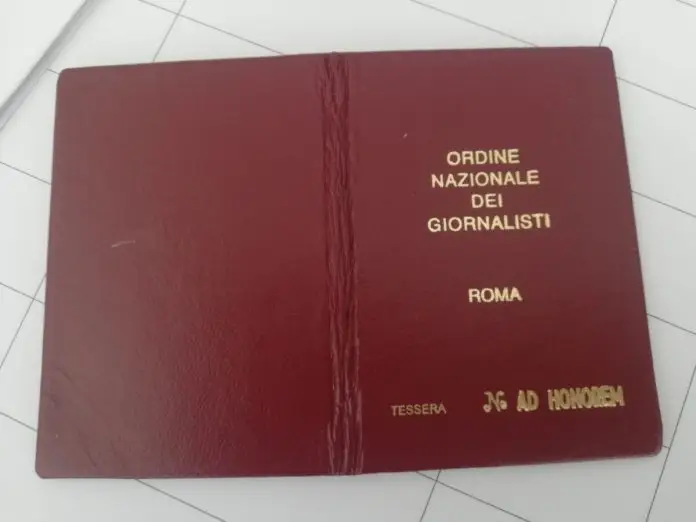 ORDINE
NAZIONALE
DEI
GIORNALISTI
ROMA
TESSERA № AD HONOREM